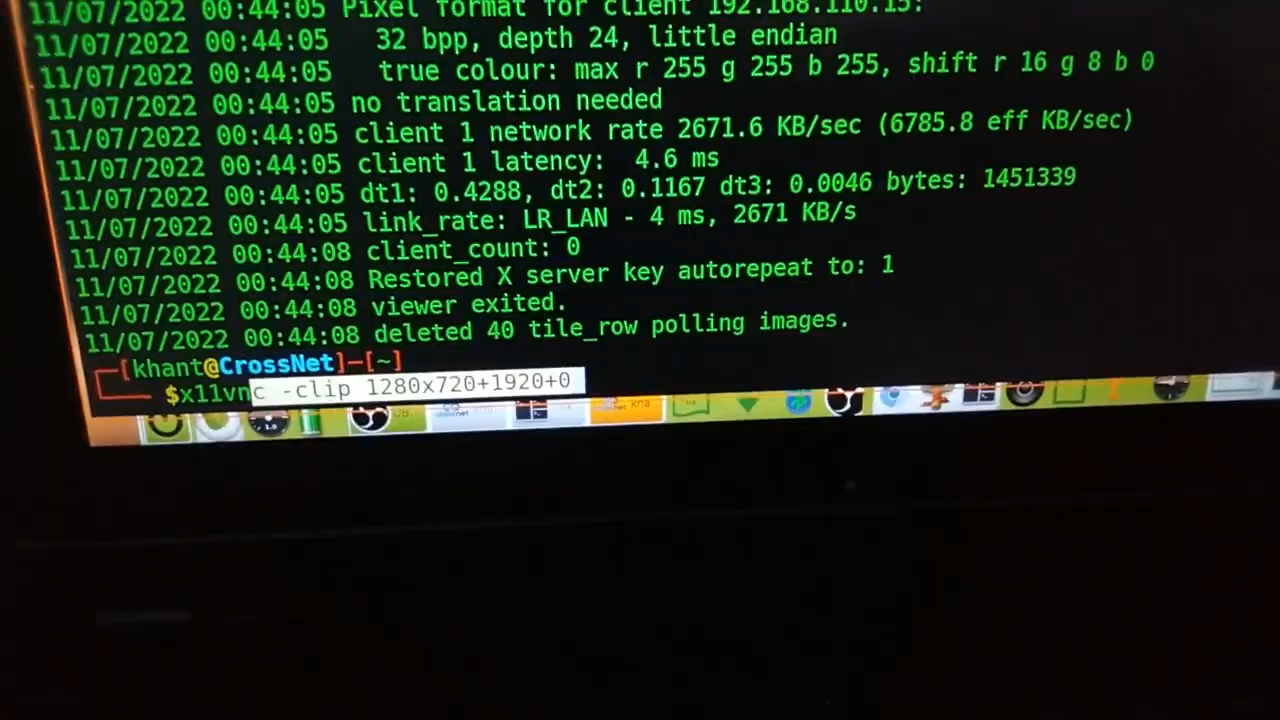 11/07/2022 00:44:05 Pixel format for client 192.168.110.15:
11/07/2022 00:44:05   32 bpp, depth 24, little endian
11/07/2022 00:44:05   true colour: max r 255 g 255 b 255, shift r 16 g 8 b 0
11/07/2022 00:44:05 no translation needed
11/07/2022 00:44:05 client 1 network rate 2671.6 KB/sec (6785.8 eff KB/sec)
11/07/2022 00:44:05 client 1 latency:  4.6 ms
11/07/2022 00:44:05 dt1: 0.4288, dt2: 0.1167 dt3: 0.0046 bytes: 1451339
11/07/2022 00:44:05 link_rate: LR_LAN - 4 ms, 2671 KB/s
11/07/2022 00:44:08 client_count: 0
11/07/2022 00:44:08 Restored X server key autorepeat to: 1
11/07/2022 00:44:08 viewer exited.
11/07/2022 00:44:08 deleted 40 tile_row polling images.
[khant@CrossNet]─[~]
$x11vnc -clip 1280x720+1920+0